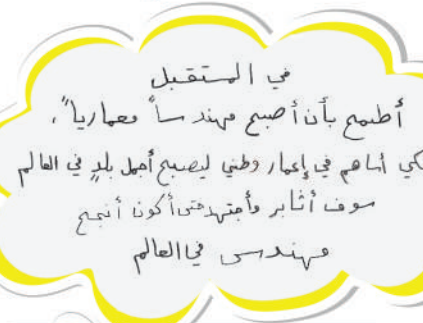 في المستقبل
أطمح بأن أصبح مهندساً معمارياً،
لكي أساهم في إعمار وطني ليصبح أجمل بلدٍ في العالم
سوف أثابر وأجتهد حتى أكون أنجح
مهندس في العالم